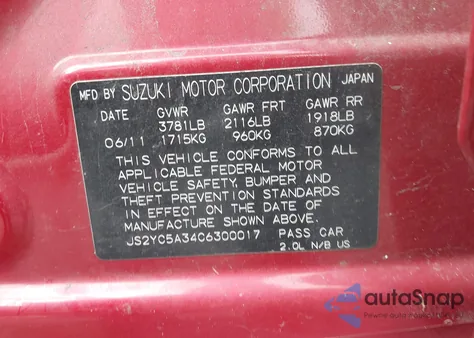 MFD BY SUZUKI MOTOR CORPORATION JAPAN
DATE GVWR GAWR FRT GAWR RR
3781LB 2116LB 1918LB
06/11 1715KG 960KG 870KG
THIS VEHICLE CONFORMS TO ALL
APPLICABLE FEDERAL MOTOR
VEHICLE SAFETY, BUMPER AND
THEFT PREVENTION STANDARDS
IN EFFECT ON THE DATE OF
MANUFACTURE SHOWN ABOVE.
JS2YC5A34C6300017 PASS CAR
2.0L N/B US
autoSnap